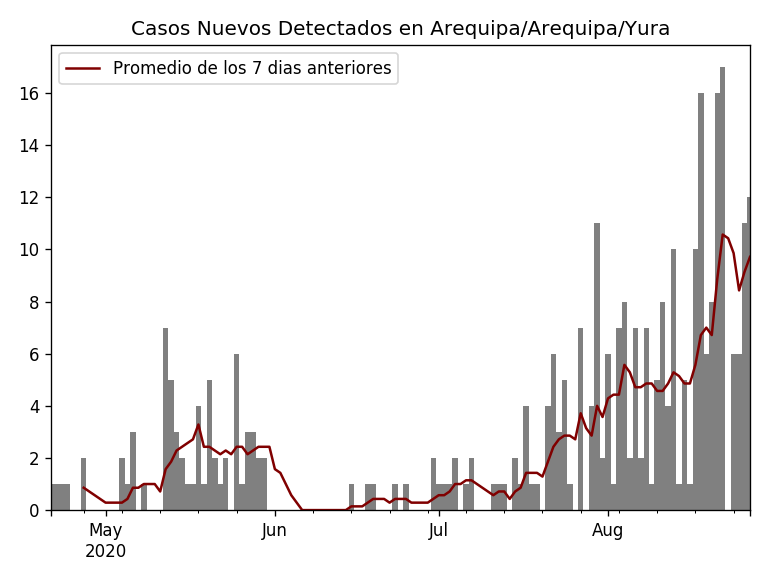 Casos Nuevos Detectados en Arequipa/Arequipa/Yura
Promedio de los 7 dias anteriores
16
14
12
10
8
6
4
2
0
May
2020
Jun
Jul
Aug